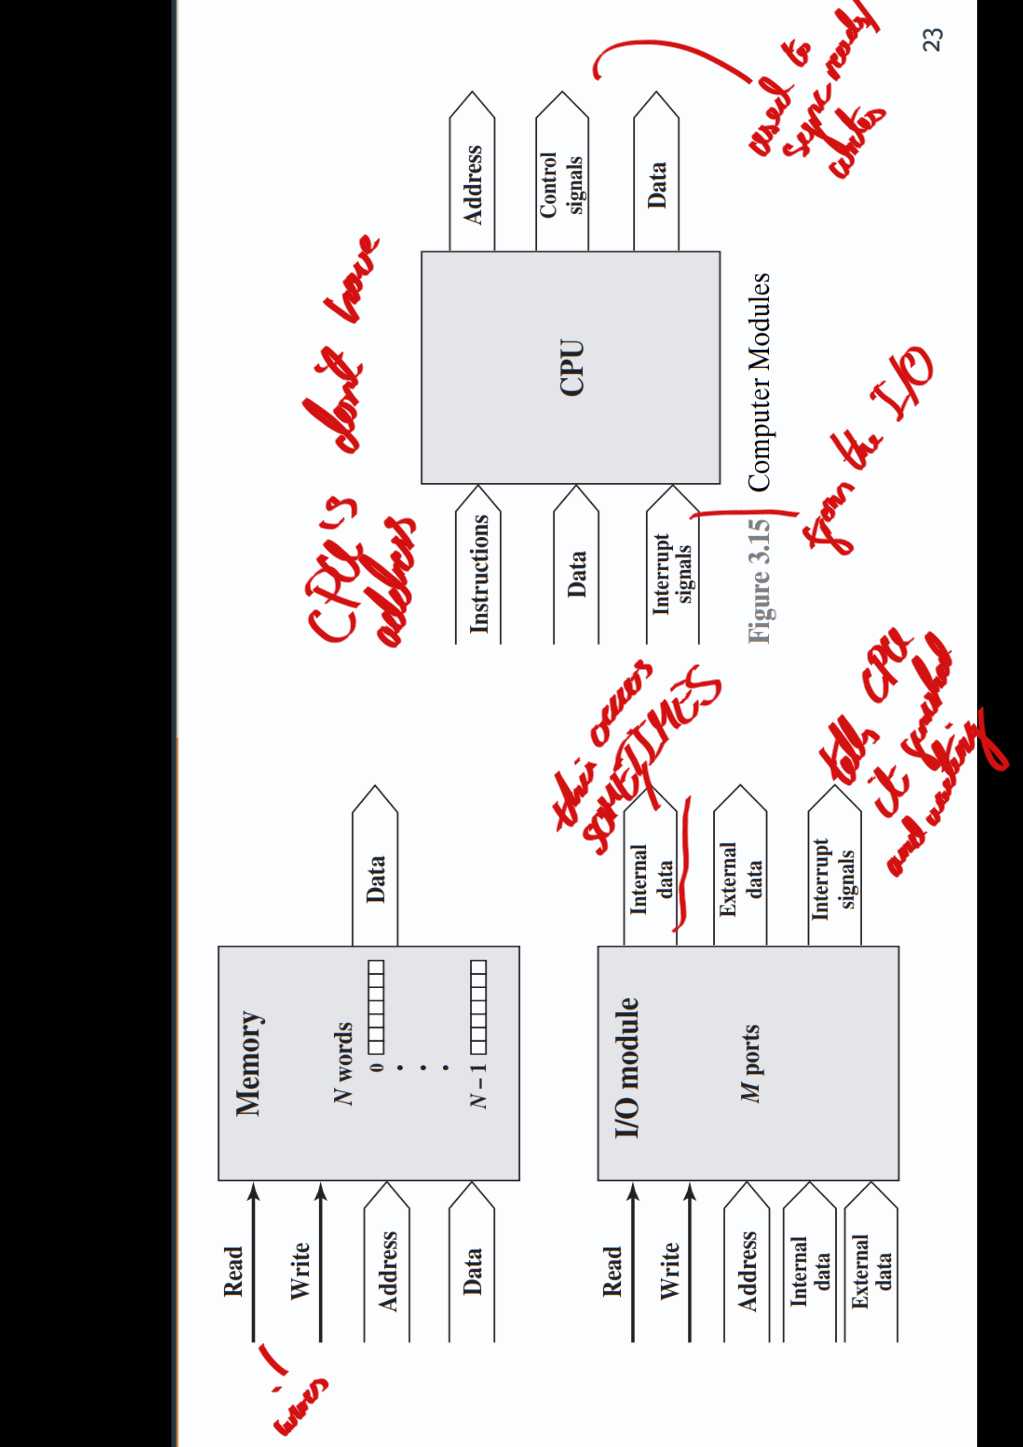 Memory
Read
Write
Address
Data
N words
0
N – 1
Data
wires
I/O module
Read
Write
Address
Internal
data
External
data
M ports
Internal
data
External
data
Interrupt
signals
this occurs
SOMETIMES
tells CPU
it finished
and waiting
CPU's don't have
address
Instructions
Data
Interrupt
signals
CPU
Address
Control
signals
Data
used to
sync reads/
writes
from the I/O
Figure 3.15 Computer Modules
23